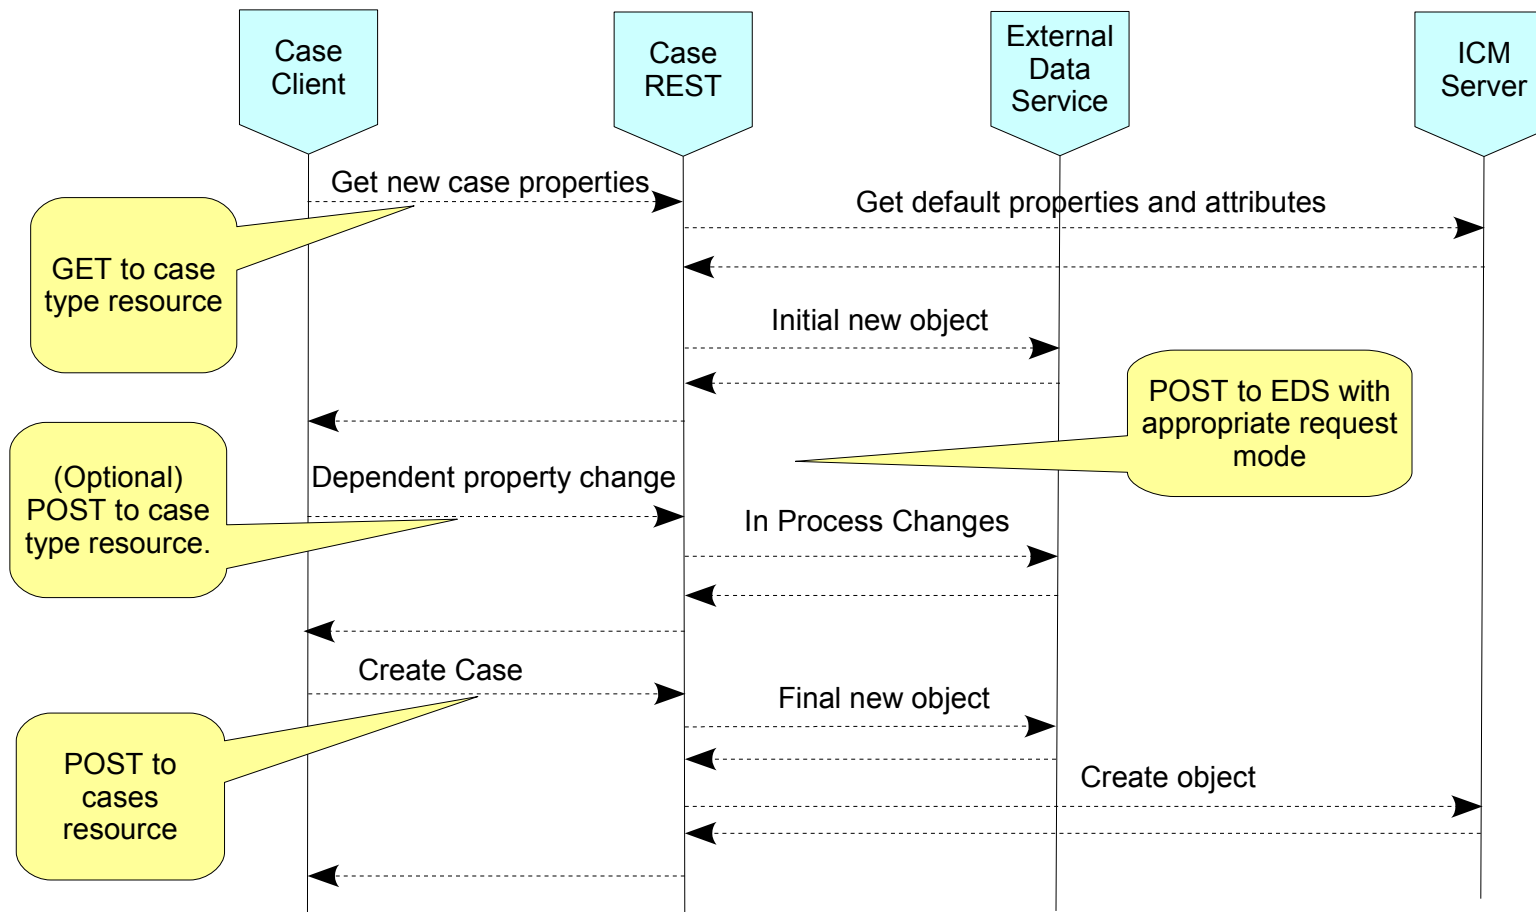 Case
Client
Case
REST
External
Data
Service
ICM
Server
Get new case properties
Get default properties and attributes
GET to case
type resource
Initial new object
POST to EDS with
appropriate request
mode
(Optional)
POST to case
type resource.
Dependent property change
In Process Changes
Create Case
Final new object
POST to
cases
resource
Create object